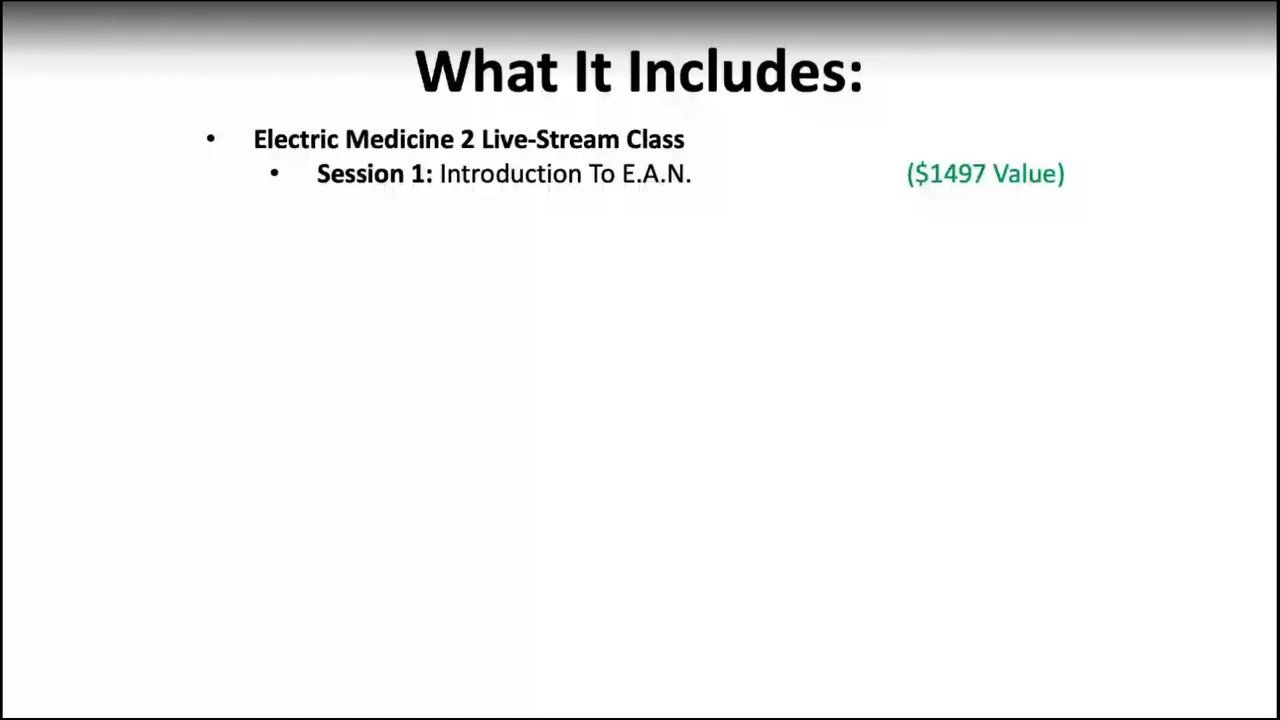 What It Includes:
• Electric Medicine 2 Live-Stream Class
• Session 1: Introduction To E.A.N. ($1497 Value)